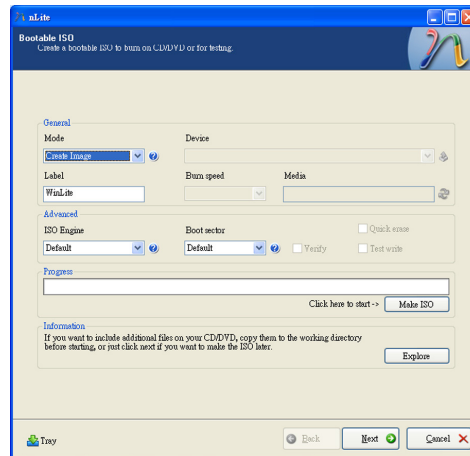 nLite
Bootable ISO
Create a bootable ISO to burn on CD/DVD or for testing.
General
Mode
Device
Create Image
Label
Burn speed
Media
WinLite
Advanced
ISO Engine
Boot sector
Quick erase
Default
Default
Verify
Test write
Progress
Click here to start ->
Make ISO
Information
If you want to include additional files on your CD/DVD, copy them to the working directory
before starting, or just click next if you want to make the ISO later.
Explore
Tray
Back
Next
Cancel